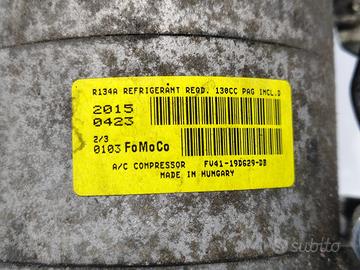 R134A REFRIGERANT REQD. 130CC PAG INCL.D
2015
0423
2/3
0103 FoMoCo
A/C COMPRESSOR FV41-19D629-DB
MADE IN HUNGARY
subito